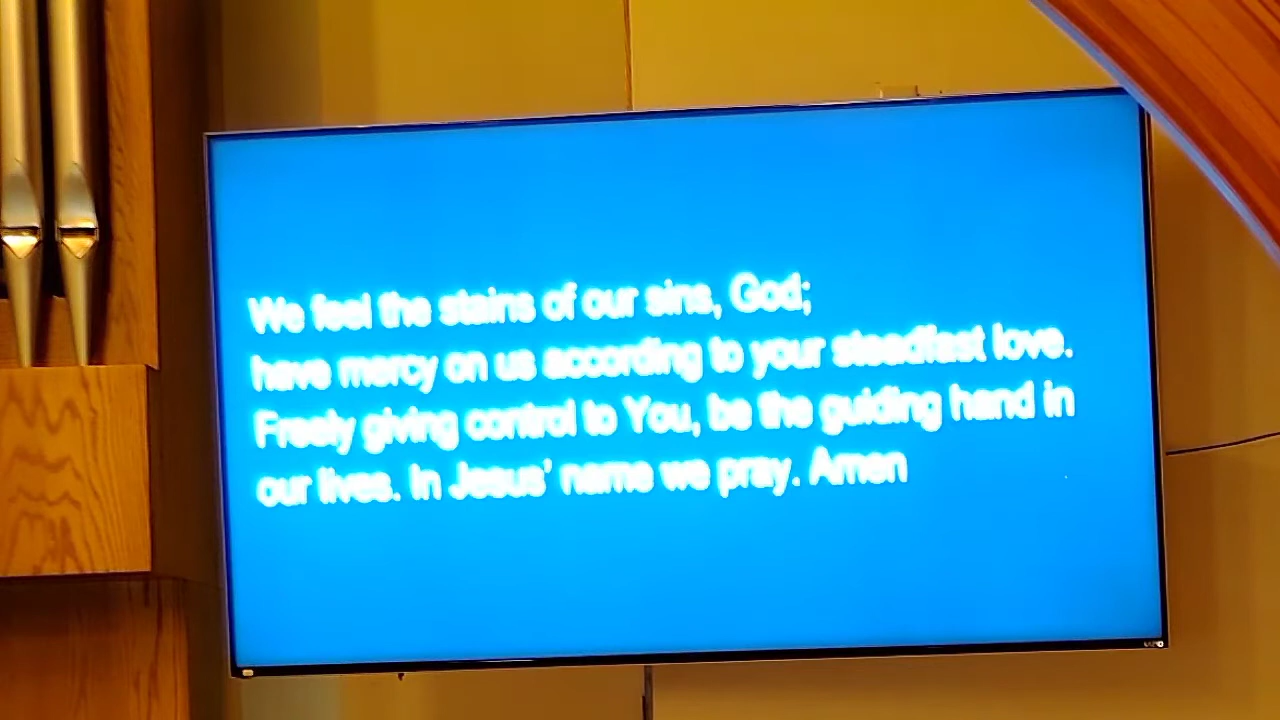 We feel the stains of our sins, God;
have mercy on us according to your steadfast love.
Freely giving control to You, be the guiding hand in
our lives. In Jesus' name we pray. Amen